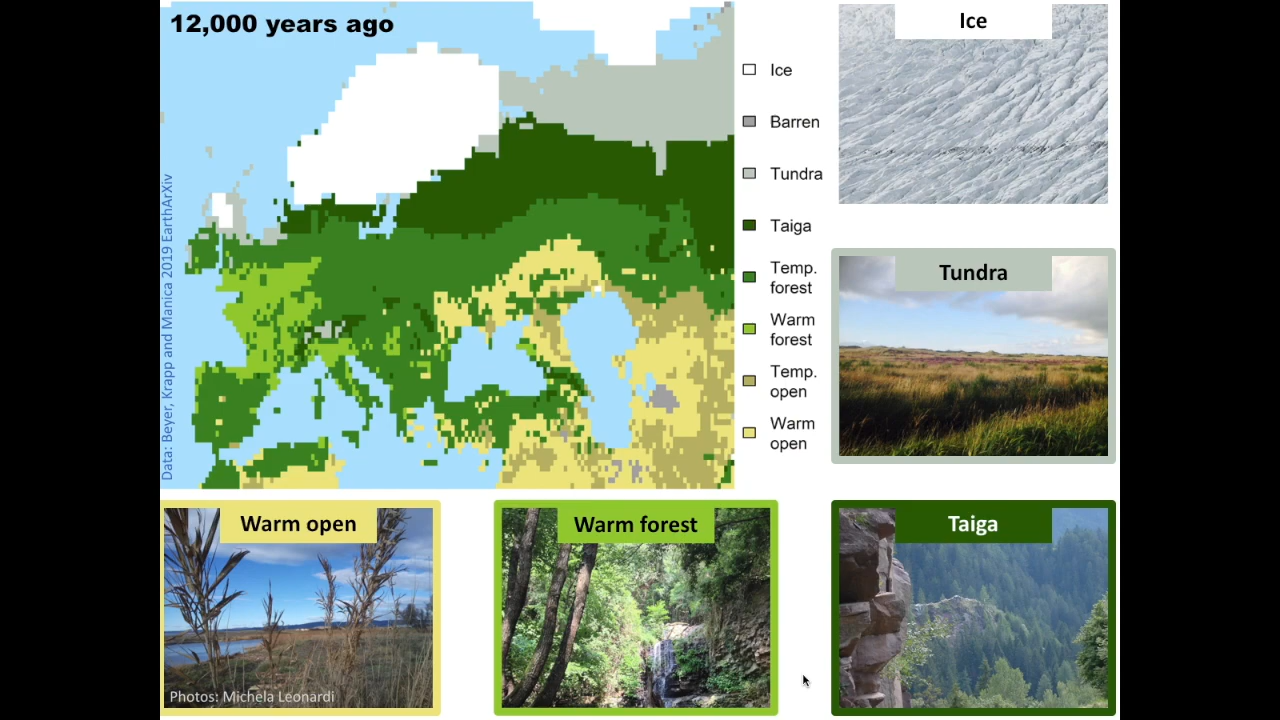 12,000 years ago
Data: Beyer, Krapp and Manica 2019 EarthArXiv
Ice
Barren
Tundra
Taiga
Temp.
forest
Warm
forest
Temp.
open
Warm
open
Ice
Tundra
Warm open
Photos: Michela Leonardi
Warm forest
Taiga